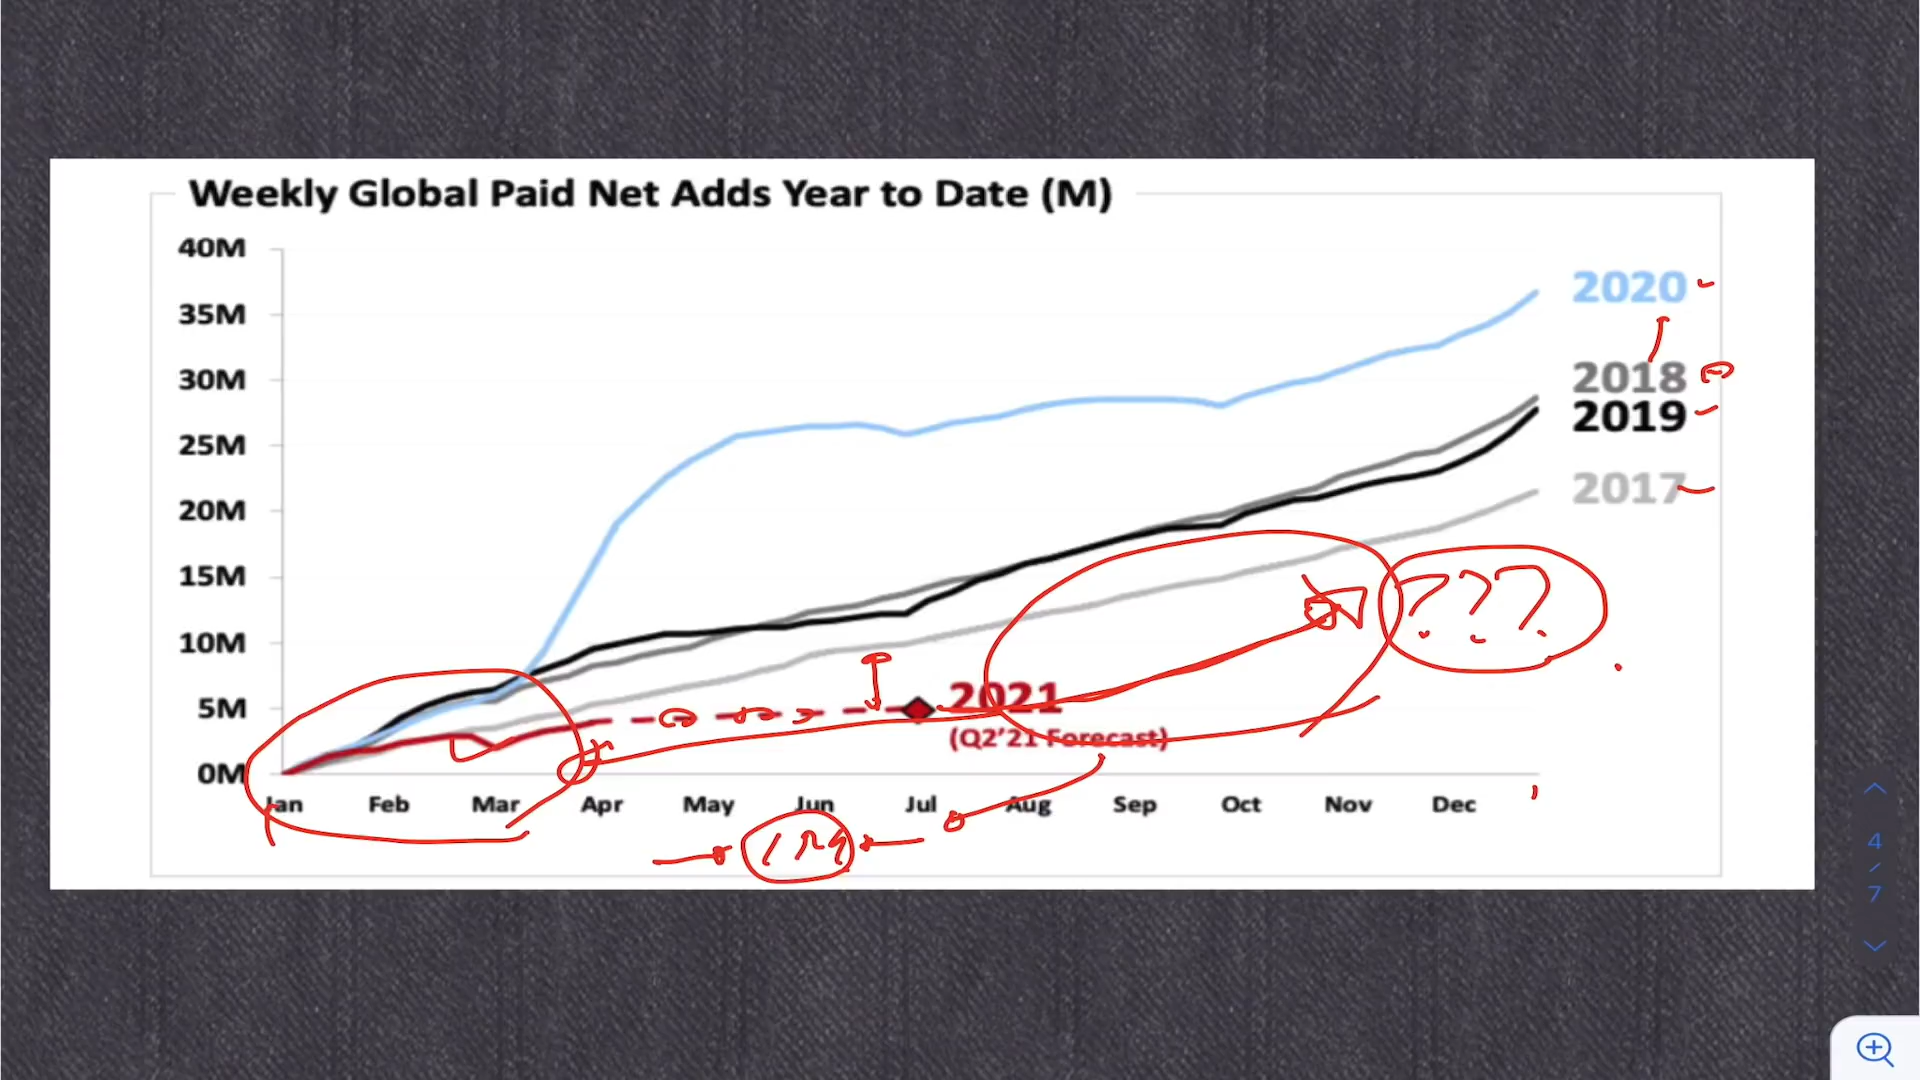 Weekly Global Paid Net Adds Year to Date (M)
40M
35M
30M
25M
20M
15M
10M
5M
0M
2020
2018
2019
2017
???
2021
(Q2'21 Forecast)
Jan Feb Mar Apr May Jun Jul Aug Sep Oct Nov Dec
4
/
7